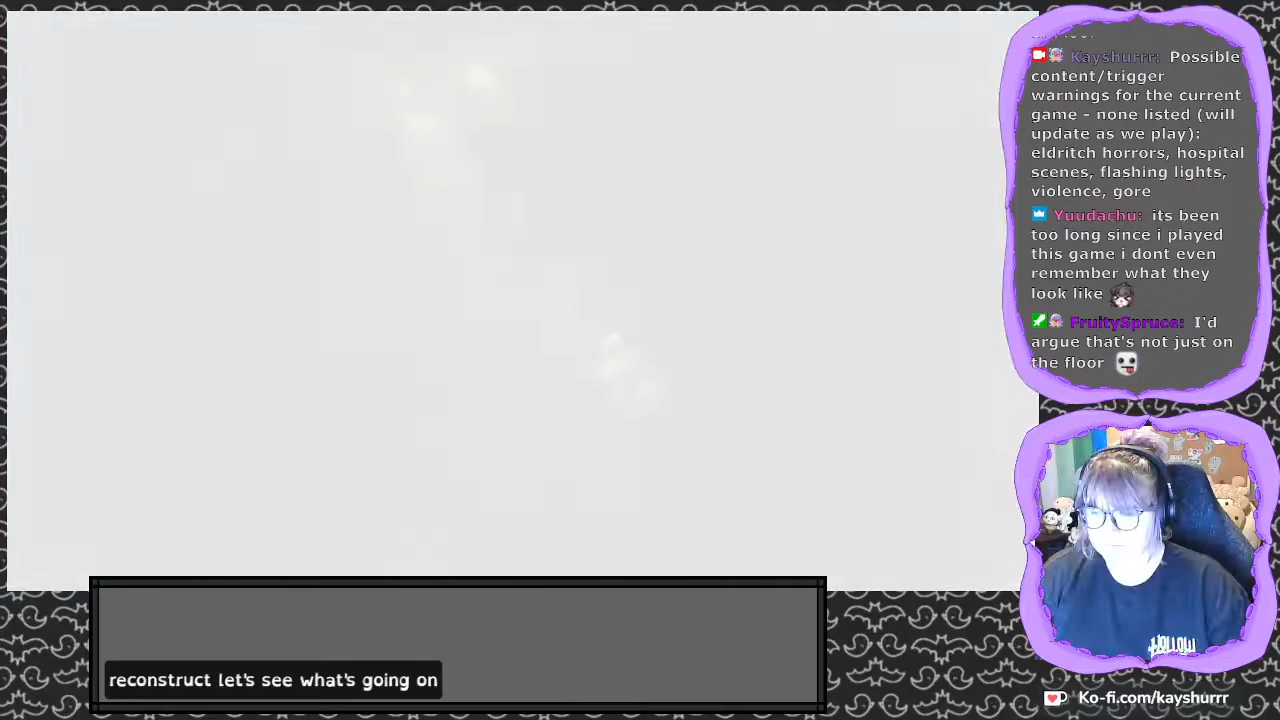 Kayshurrr: Possible
content/trigger
warnings for the current
game - none listed (will
update as we play):
eldritch horrors, hospital
scenes, flashing lights,
violence, gore
Yuudachu: its been
too long since i played
this game i dont even
remember what they
look like
FruitySpruce: I'd
argue that's not just on
the floor
HOLLOW
reconstruct let's see what's going on
Ko-fi.com/kayshurrr